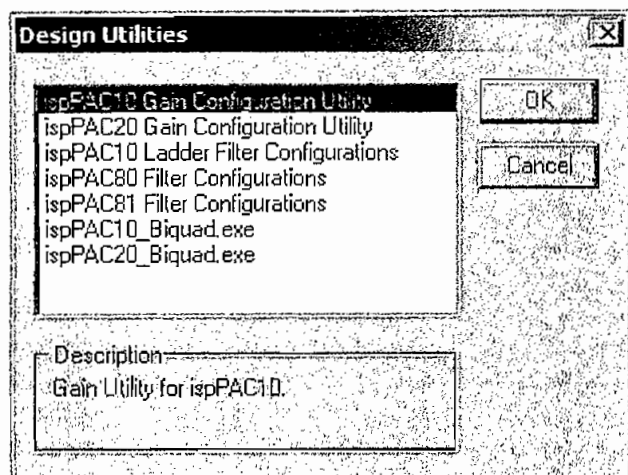 Design Utilities
ispPAC10 Gain Configuration Utility
ispPAC20 Gain Configuration Utility
ispPAC10 Ladder Filter Configurations
ispPAC80 Filter Configurations
ispPAC81 Filter Configurations
ispPAC10_Biquad.exe
ispPAC20_Biquad.exe
OK
Cancel
Description
Gain Utility for ispPAC10.